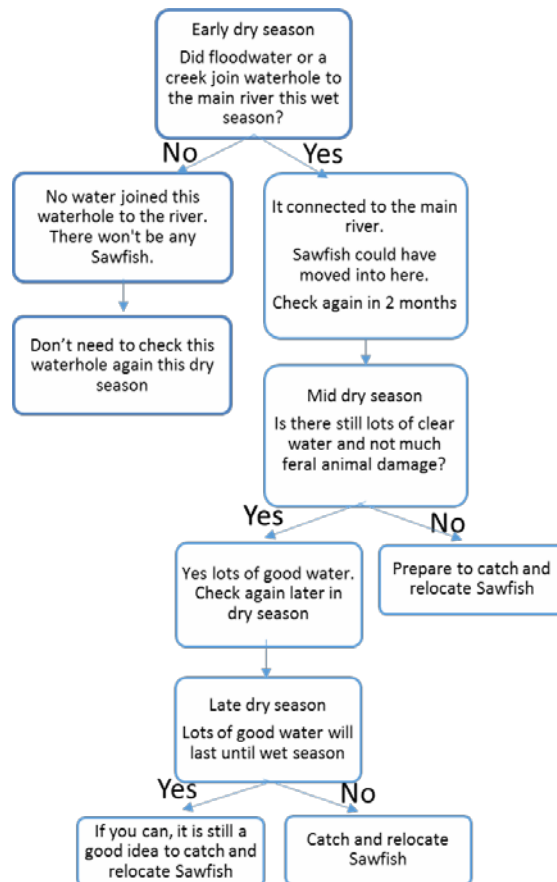 Early dry season
Did floodwater or a
creek join waterhole to
the main river this wet
season?
No
Yes
No water joined this
waterhole to the river.
There won't be any
Sawfish.
It connected to the main
river.
Sawfish could have
moved into here.
Check again in 2 months
Don't need to check this
waterhole again this dry
season
Mid dry season
Is there still lots of clear
water and not much
feral animal damage?
Yes
No
Yes lots of good water.
Check again later in
dry season
Prepare to catch and
relocate Sawfish
Late dry season
Lots of good water will
last until wet season
Yes
No
If you can, it is still a
good idea to catch and
relocate Sawfish
Catch and relocate
Sawfish